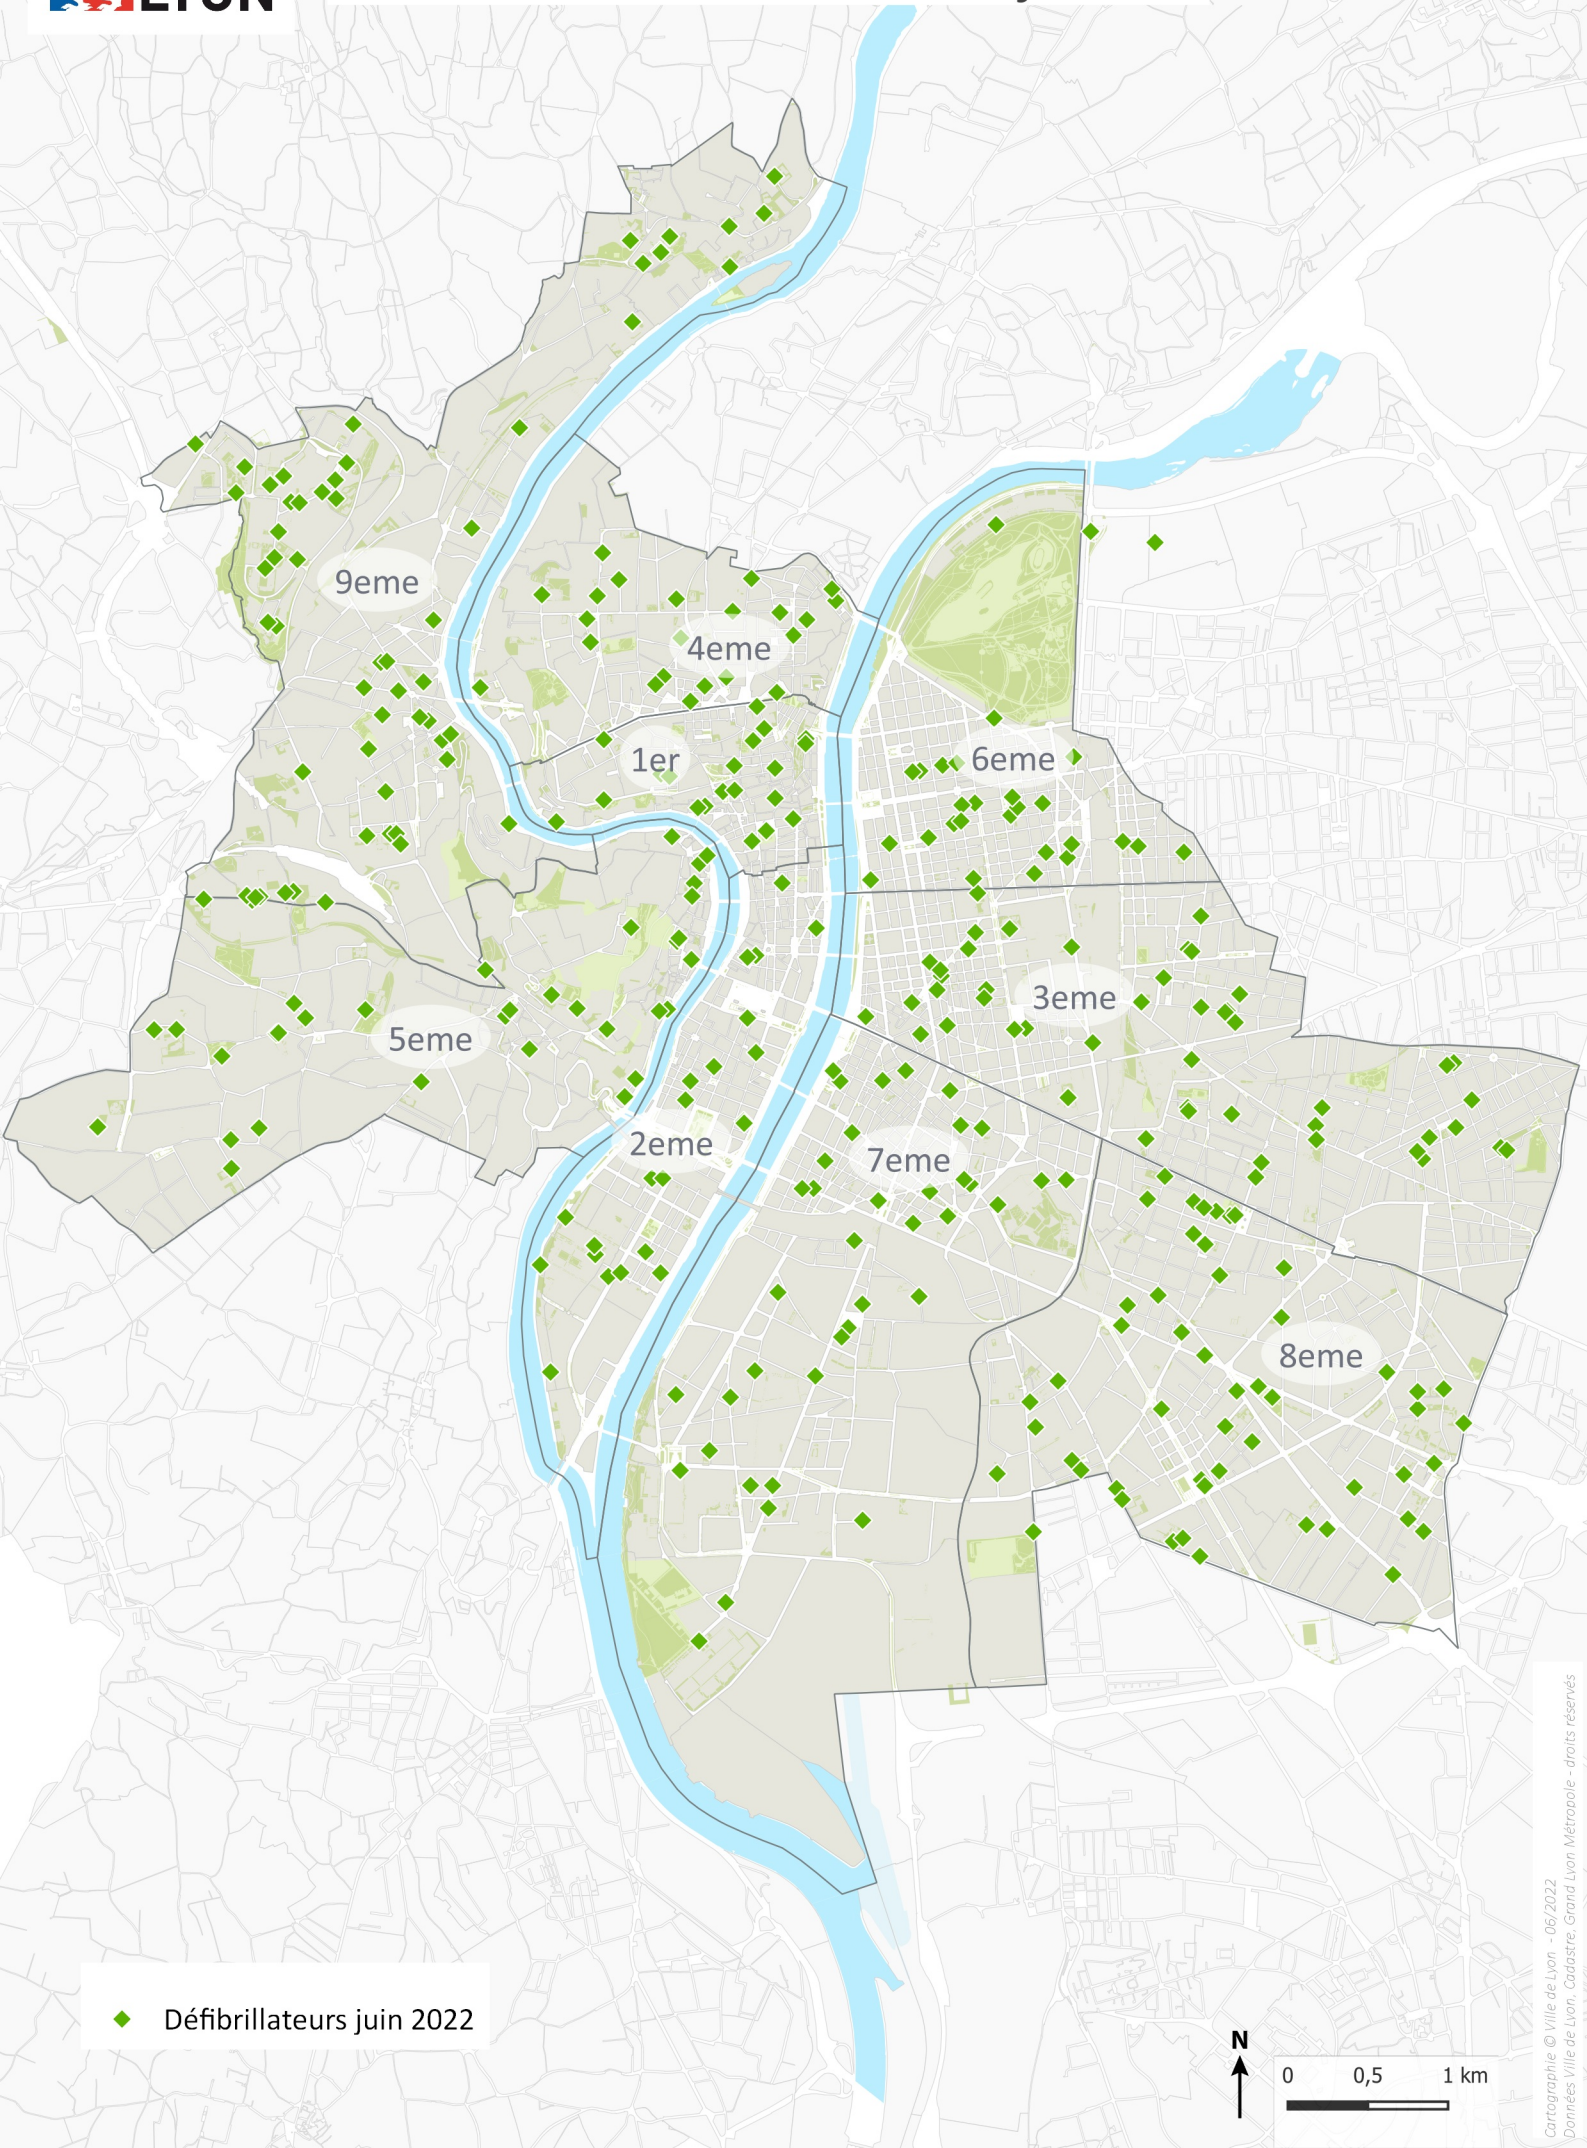 LYON
9eme
4eme
1er
6eme
3eme
5eme
2eme
7eme
8eme
Défibrillateurs juin 2022
N
0 0,5 1 km
Cartographie © Ville de Lyon - 06/2022
Données Ville de Lyon, Cadastre, Grand Lyon Métropole - droits réservés